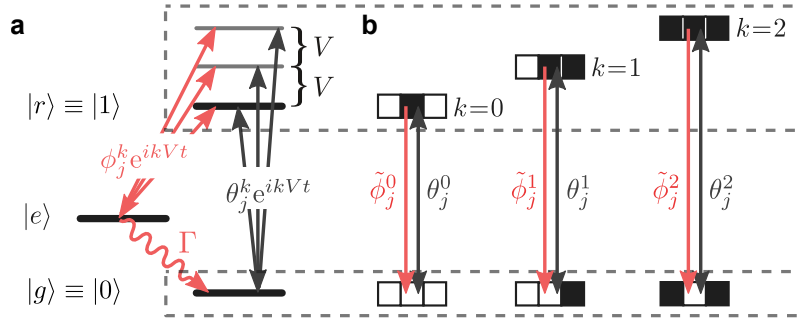 a
b
V
V
|r⟩ ≡ |1⟩
ϕ_j^k e^{ikVt}
θ_j^k e^{ikVt}
|e⟩
Γ
|g⟩ ≡ |0⟩
k=0
k=1
k=2
ϕ̃_j^0
θ_j^0
ϕ̃_j^1
θ_j^1
ϕ̃_j^2
θ_j^2